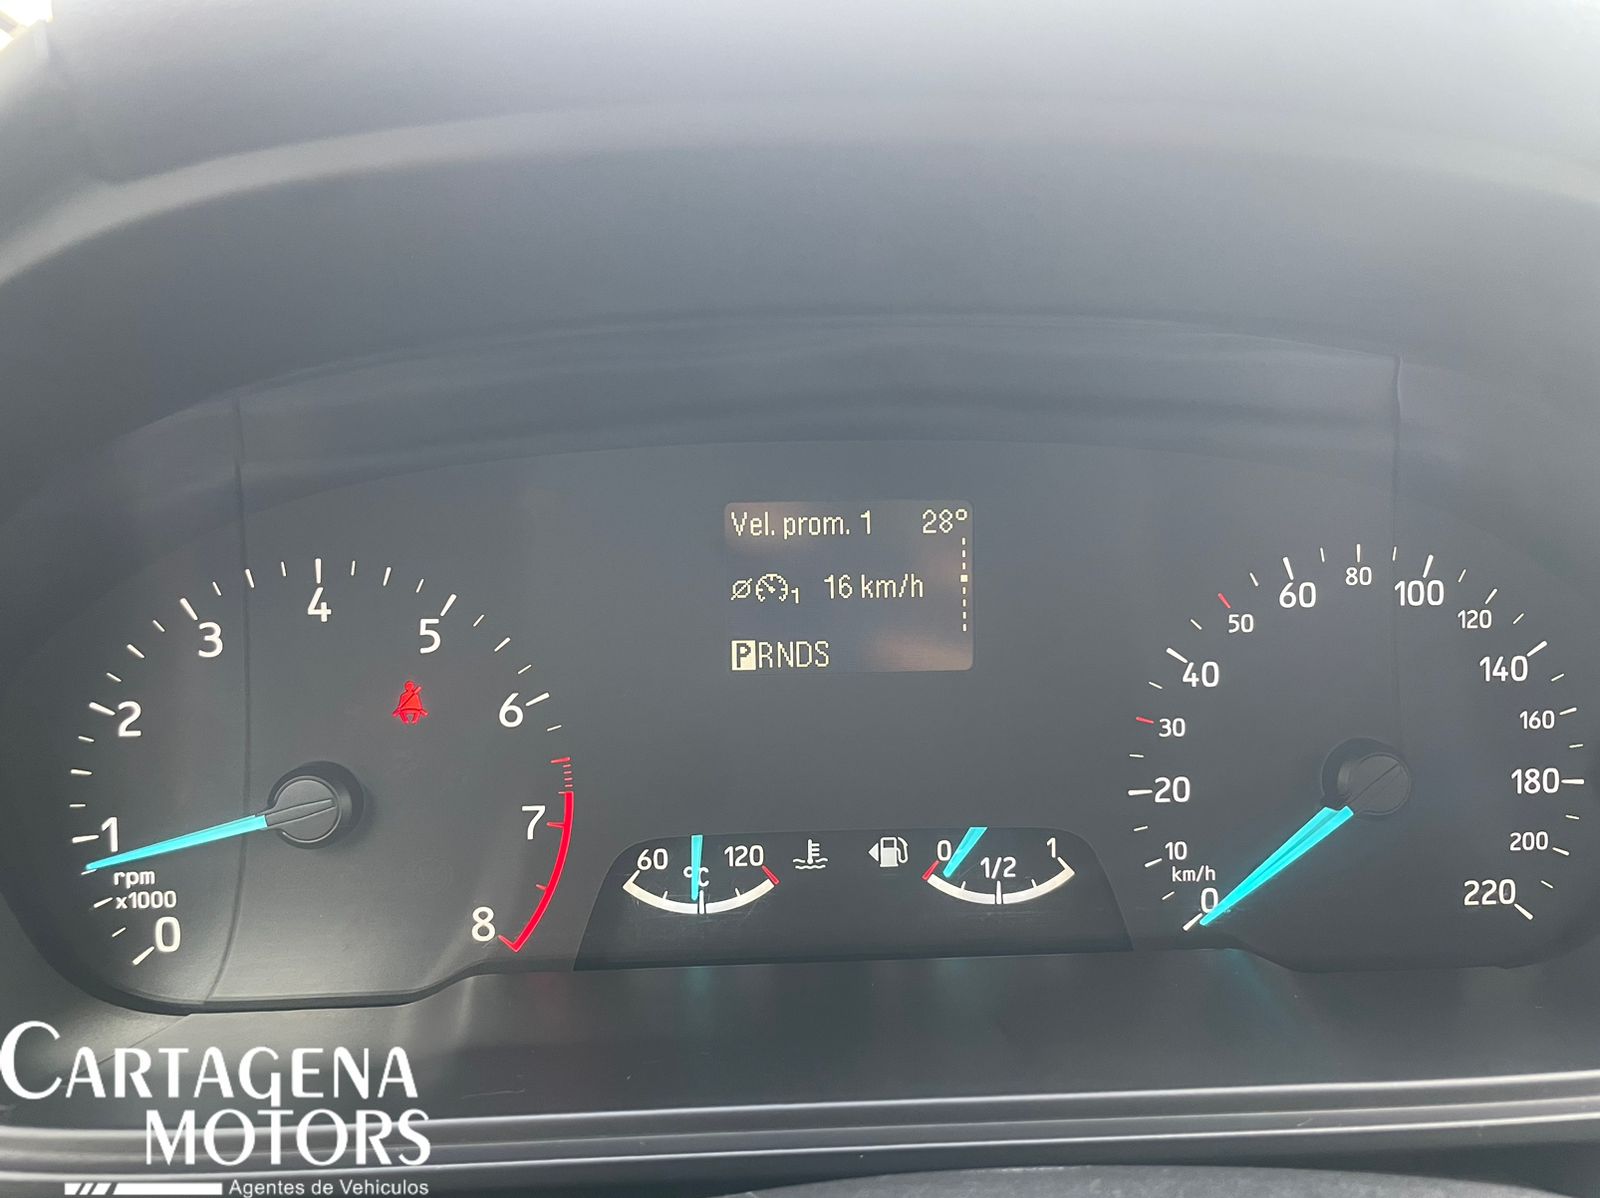 Vel. prom. 1 28°
1 16 km/h
PRNDS
0
1
2
3
4
5
6
7
8
rpm
x1000
60 °C 120
0 1/2 1
0
10
20
30
40
50
60
80
100
120
140
160
180
200
220
km/h
CARTAGENA
MOTORS
Agentes de Vehiculos